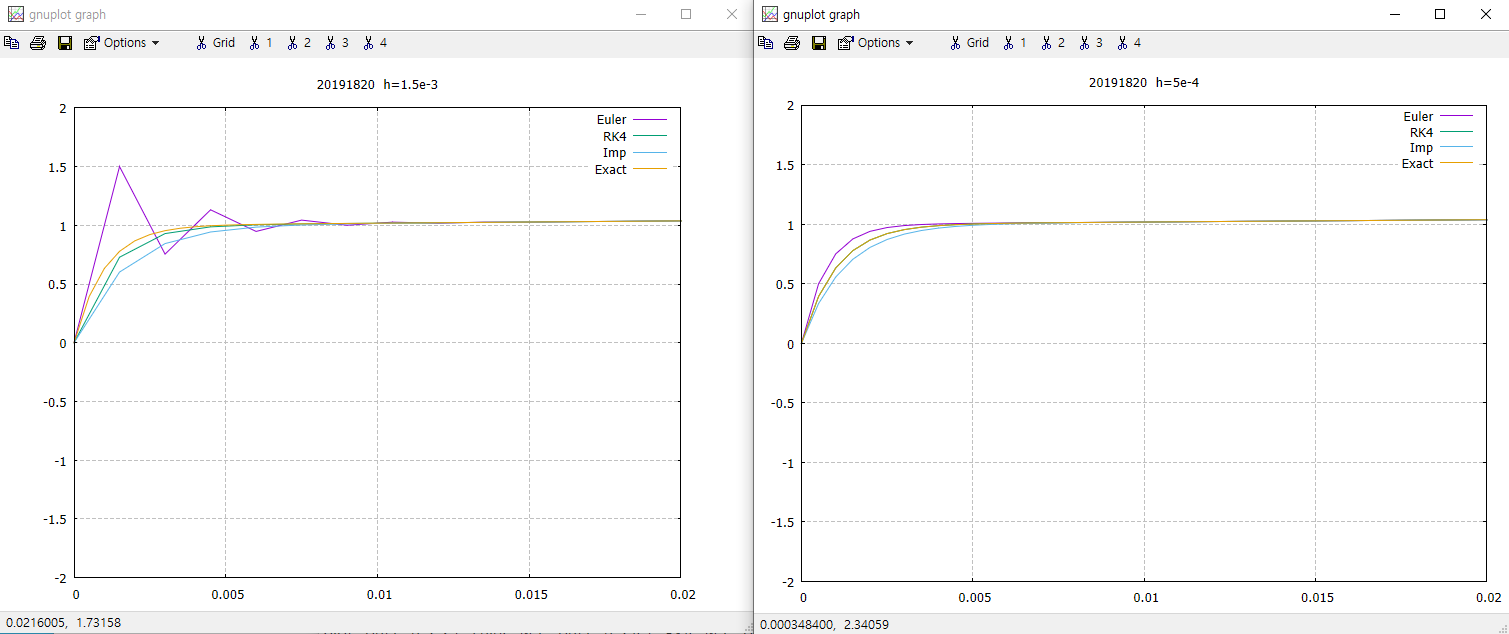 gnuplot graph
Options
Grid 1 2 3 4
20191820 h=1.5e-3
2
1.5
1
0.5
0
-0.5
-1
-1.5
-2
Euler
RK4
Imp
Exact
0 0.005 0.01 0.015 0.02
0.0216005, 1.73158
gnuplot graph
Options
Grid 1 2 3 4
20191820 h=5e-4
2
1.5
1
0.5
0
-0.5
-1
-1.5
-2
Euler
RK4
Imp
Exact
0 0.005 0.01 0.015 0.02
0.000348400, 2.34059